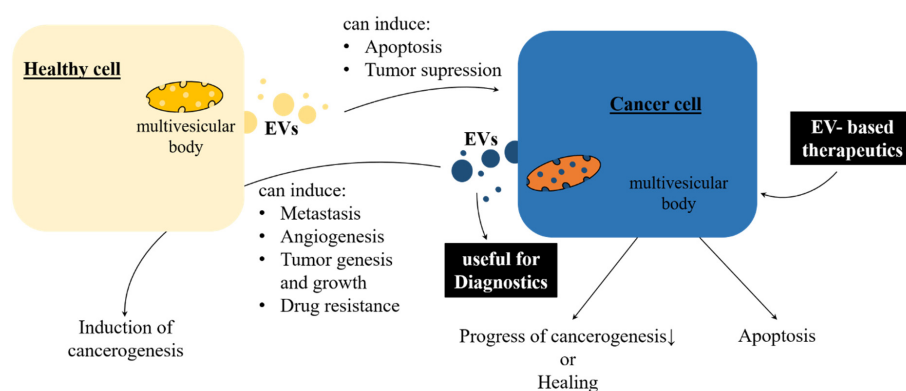 Healthy cell
multivesicular
body
EVs
can induce:
• Apoptosis
• Tumor supression
Cancer cell
EVs
multivesicular
body
EV- based
therapeutics
can induce:
• Metastasis
• Angiogenesis
• Tumor genesis
and growth
• Drug resistance
useful for
Diagnostics
Induction of
cancerogenesis
Progress of cancerogenesis↓
or
Healing
Apoptosis